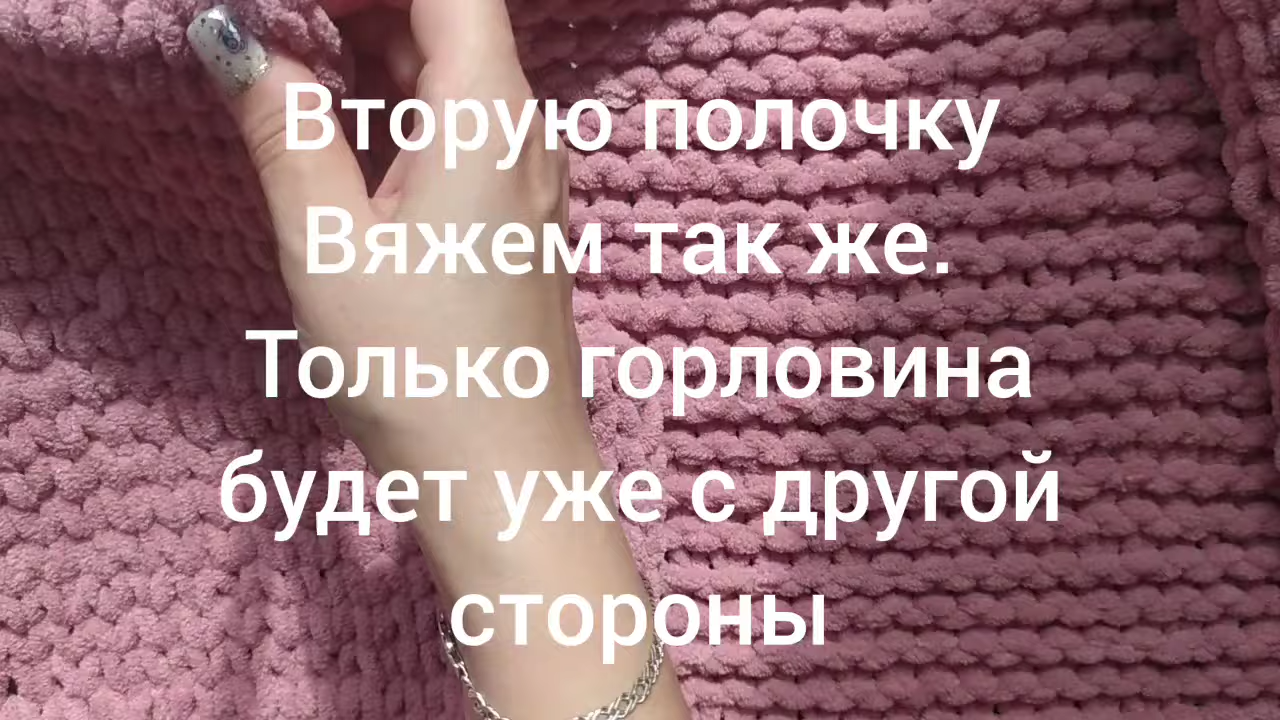 Вторую полочку
Вяжем так же.
Только горловина
будет уже с другой
стороны